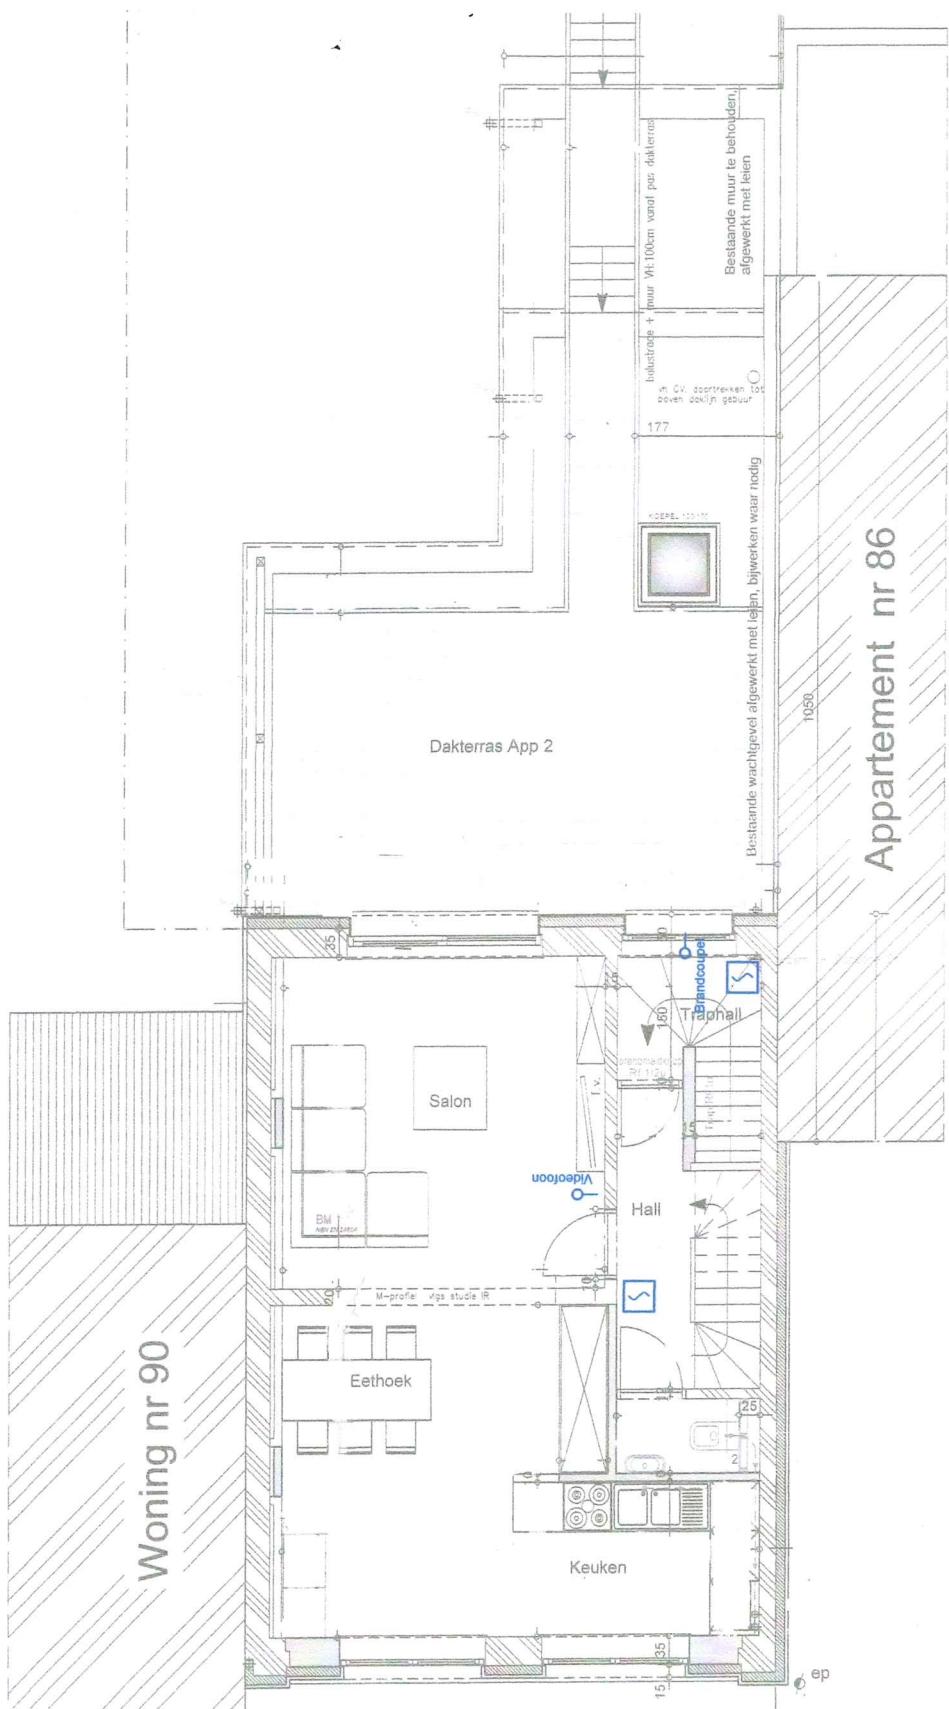 Bestaande muur te behouden,
afgewerkt met leien
balustrade + muur VH:100cm vanaf pas dakterras
vh CV. doortrekken tot
boven daklijn gebuur
177
Bestaande wachtgevel afgewerkt met leien, bijwerken waar nodig
Appartement nr 86
1050
Dakterras App 2
35
Brandcoupel
Traphall
160
Salon
T.V.
15
Videofoon
Hall
BM
20
M-profiel vlgs studie IR
10
Eethoek
Woning nr 90
25
2
Keuken
35
15
ep